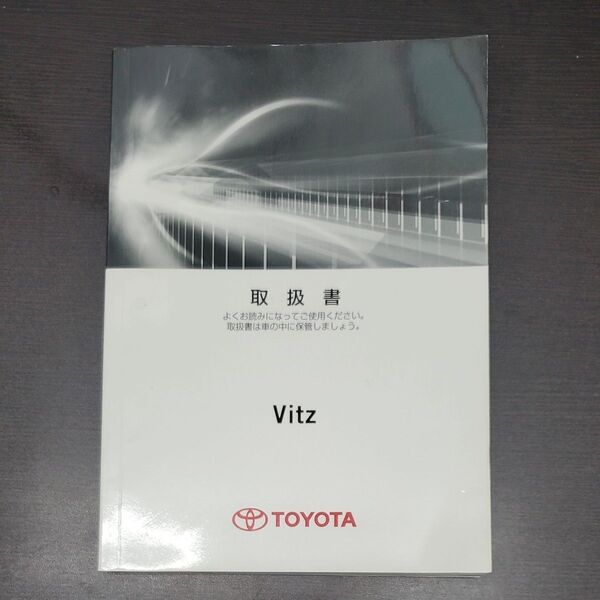 取扱書
よくお読みになってご使用ください。
取扱書は車の中に保管しましょう。
Vitz
TOYOTA